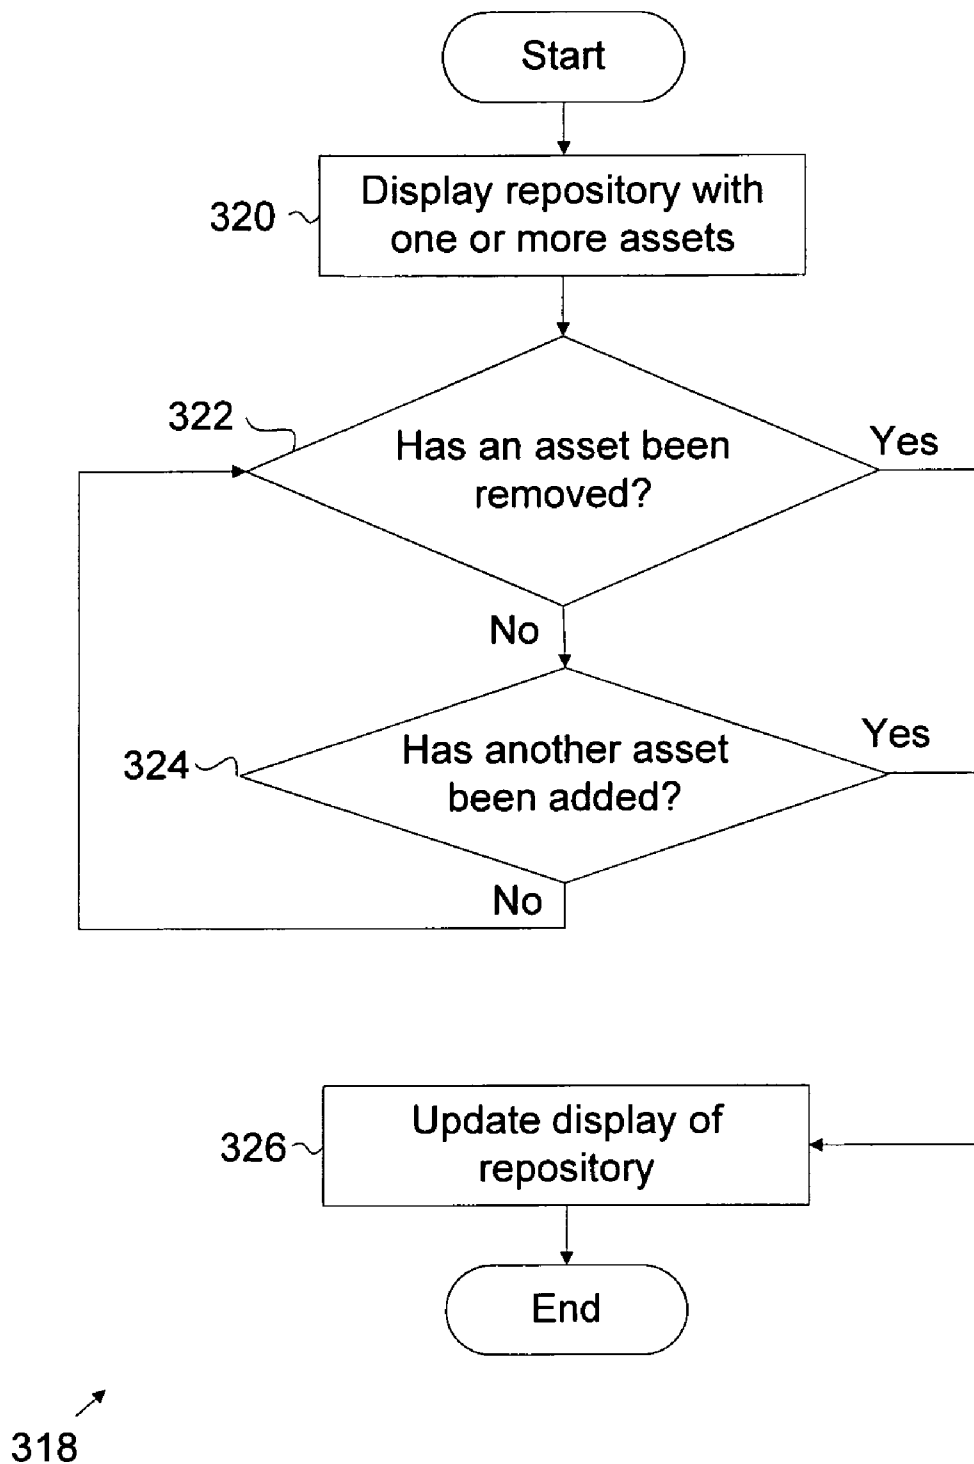 Start
Display repository with
one or more assets
320
322
Has an asset been
removed?
Yes
No
324
Has another asset
been added?
Yes
No
326
Update display of
repository
End
318